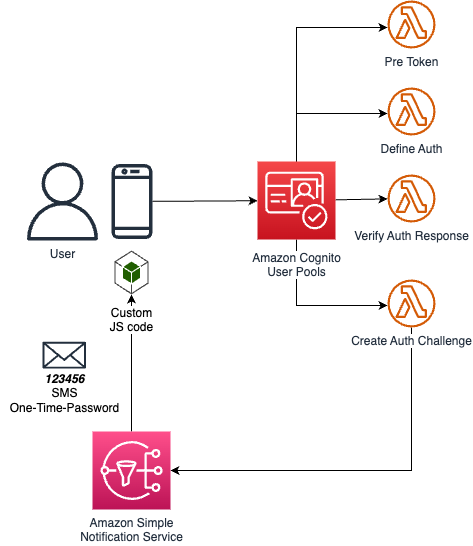 Pre Token
Define Auth
Verify Auth Response
User
Amazon Cognito
User Pools
Custom
JS code
Create Auth Challenge
123456
SMS
One-Time-Password
Amazon Simple
Notification Service